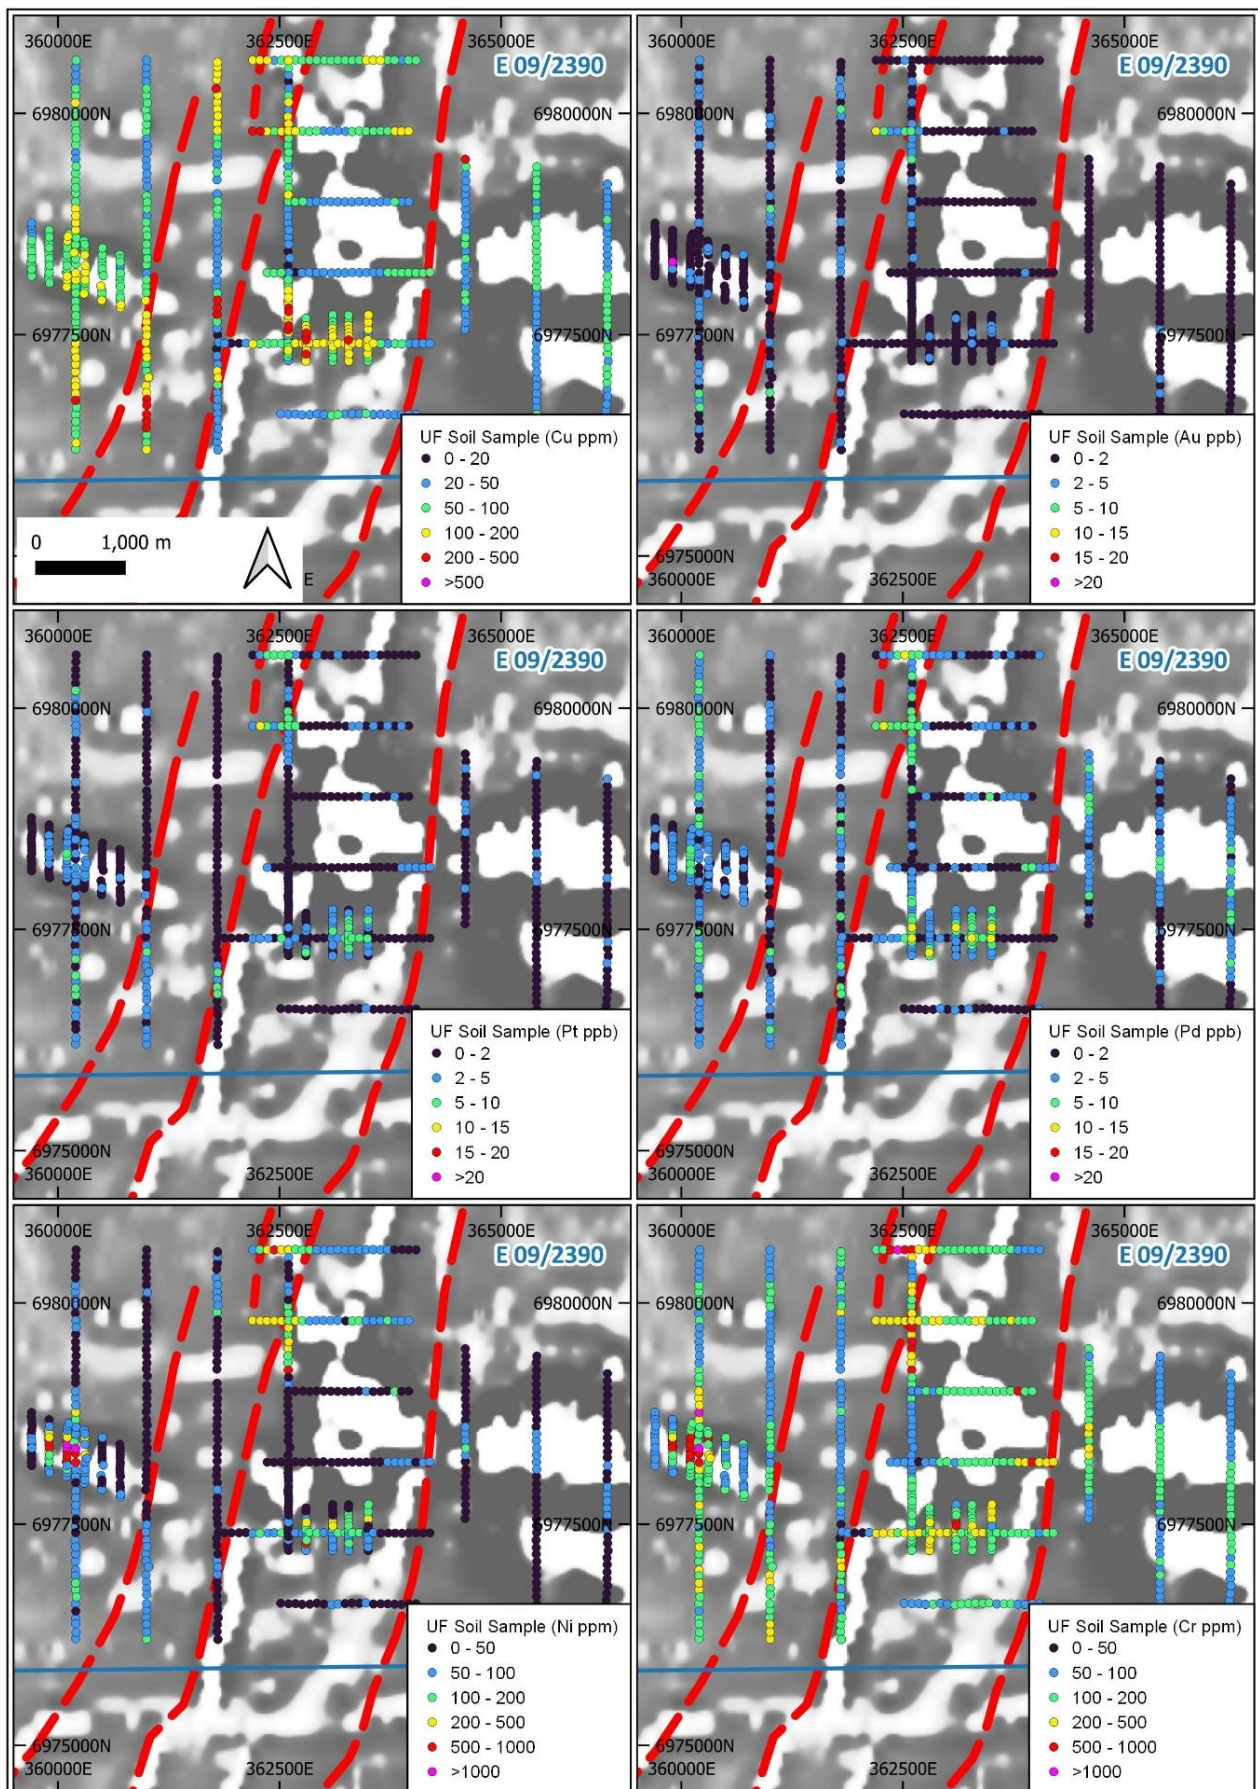 360000E 362500E 365000E
E 09/2390
6980000N 6980000N
6977500N 6977500N
UF Soil Sample (Cu ppm)
0 - 20
20 - 50
50 - 100
100 - 200
200 - 500
>500
0 1,000 m
E
360000E 362500E 365000E
E 09/2390
6980000N 6980000N
6977500N 6977500N
UF Soil Sample (Au ppb)
0 - 2
2 - 5
5 - 10
10 - 15
15 - 20
>20
6975000N
360000E 362500E
360000E 362500E 365000E
E 09/2390
6980000N 6980000N
6977500N 6977500N
UF Soil Sample (Pt ppb)
0 - 2
2 - 5
5 - 10
10 - 15
15 - 20
>20
6975000N
360000E 362500E
360000E 362500E 365000E
E 09/2390
6980000N 6980000N
6977500N 6977500N
UF Soil Sample (Pd ppb)
0 - 2
2 - 5
5 - 10
10 - 15
15 - 20
>20
6975000N
360000E 362500E
360000E 362500E 365000E
E 09/2390
6980000N 6980000N
6977500N 6977500N
UF Soil Sample (Ni ppm)
0 - 50
50 - 100
100 - 200
200 - 500
500 - 1000
>1000
6975000N
360000E 362500E
360000E 362500E 365000E
E 09/2390
6980000N 6980000N
6977500N 6977500N
UF Soil Sample (Cr ppm)
0 - 50
50 - 100
100 - 200
200 - 500
500 - 1000
>1000
6975000N
360000E 362500E